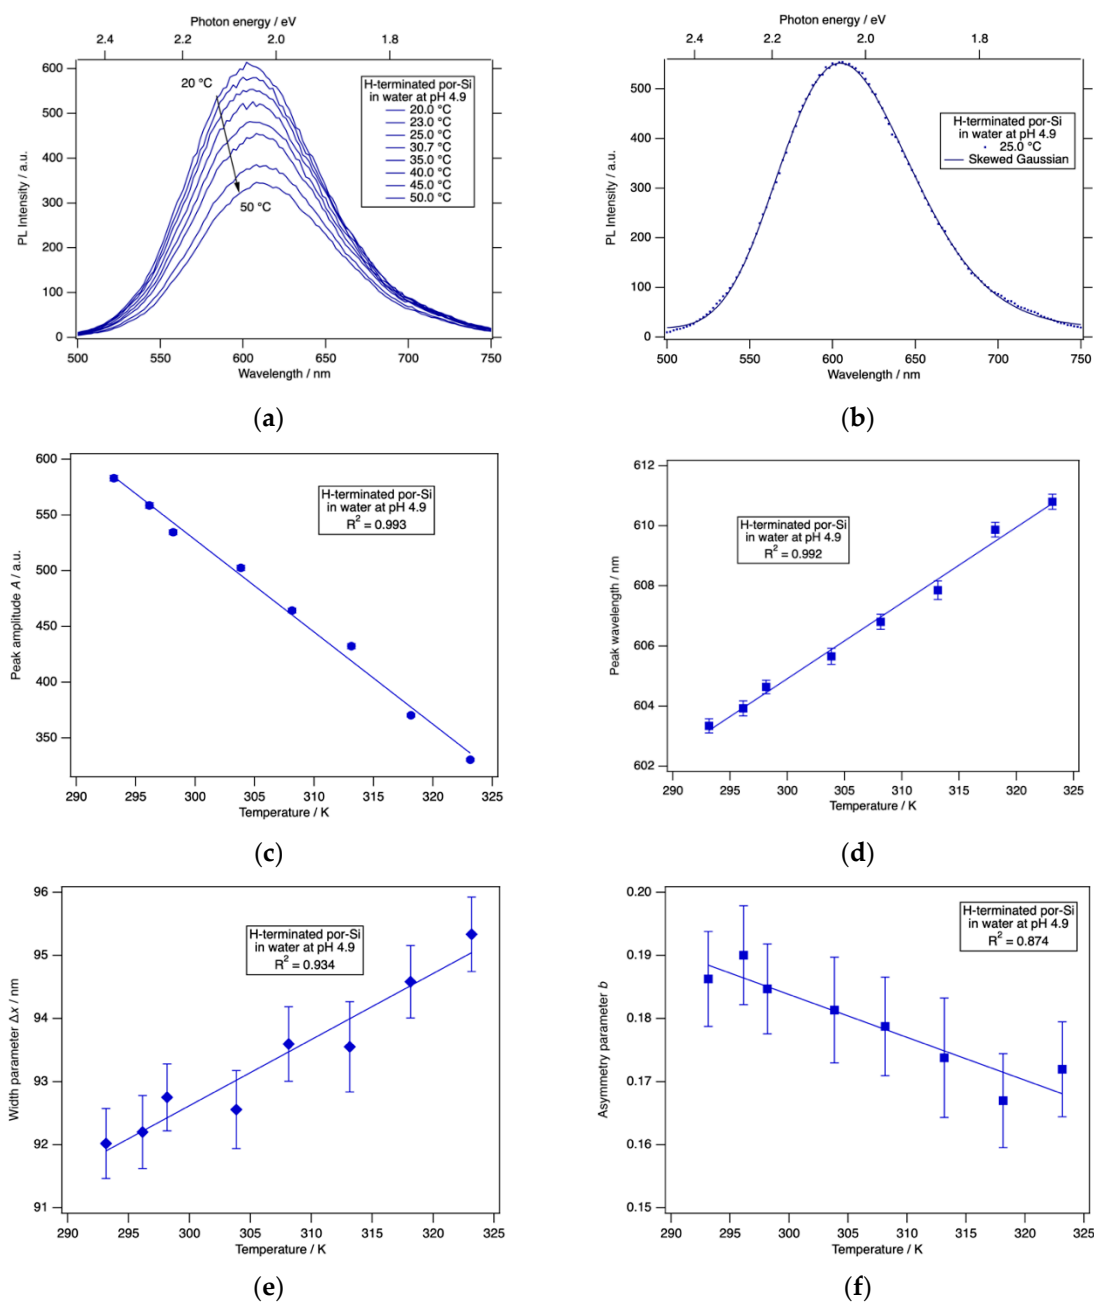 Photon energy / eV
2.4 2.2 2.0 1.8
600
500
400
300
200
100
0
PL Intensity / a.u.
20 °C
50 °C
H-terminated por-Si
in water at pH 4.9
20.0 °C
23.0 °C
25.0 °C
30.7 °C
35.0 °C
40.0 °C
45.0 °C
50.0 °C
500 550 600 650 700 750
Wavelength / nm
(a)
Photon energy / eV
2.4 2.2 2.0 1.8
500
400
300
200
100
0
PL Intensity / a.u.
H-terminated por-Si
in water at pH 4.9
25.0 °C
Skewed Gaussian
500 550 600 650 700 750
Wavelength / nm
(b)
600
550
500
450
400
350
Peak amplitude A / a.u.
H-terminated por-Si
in water at pH 4.9
R² = 0.993
290 295 300 305 310 315 320 325
Temperature / K
(c)
612
610
608
606
604
602
Peak wavelength / nm
H-terminated por-Si
in water at pH 4.9
R² = 0.992
290 295 300 305 310 315 320 325
Temperature / K
(d)
96
95
94
93
92
91
Width parameter Δx / nm
H-terminated por-Si
in water at pH 4.9
R² = 0.934
290 295 300 305 310 315 320 325
Temperature / K
(e)
0.20
0.19
0.18
0.17
0.16
0.15
Asymmetry parameter b
H-terminated por-Si
in water at pH 4.9
R² = 0.874
290 295 300 305 310 315 320 325
Temperature / K
(f)